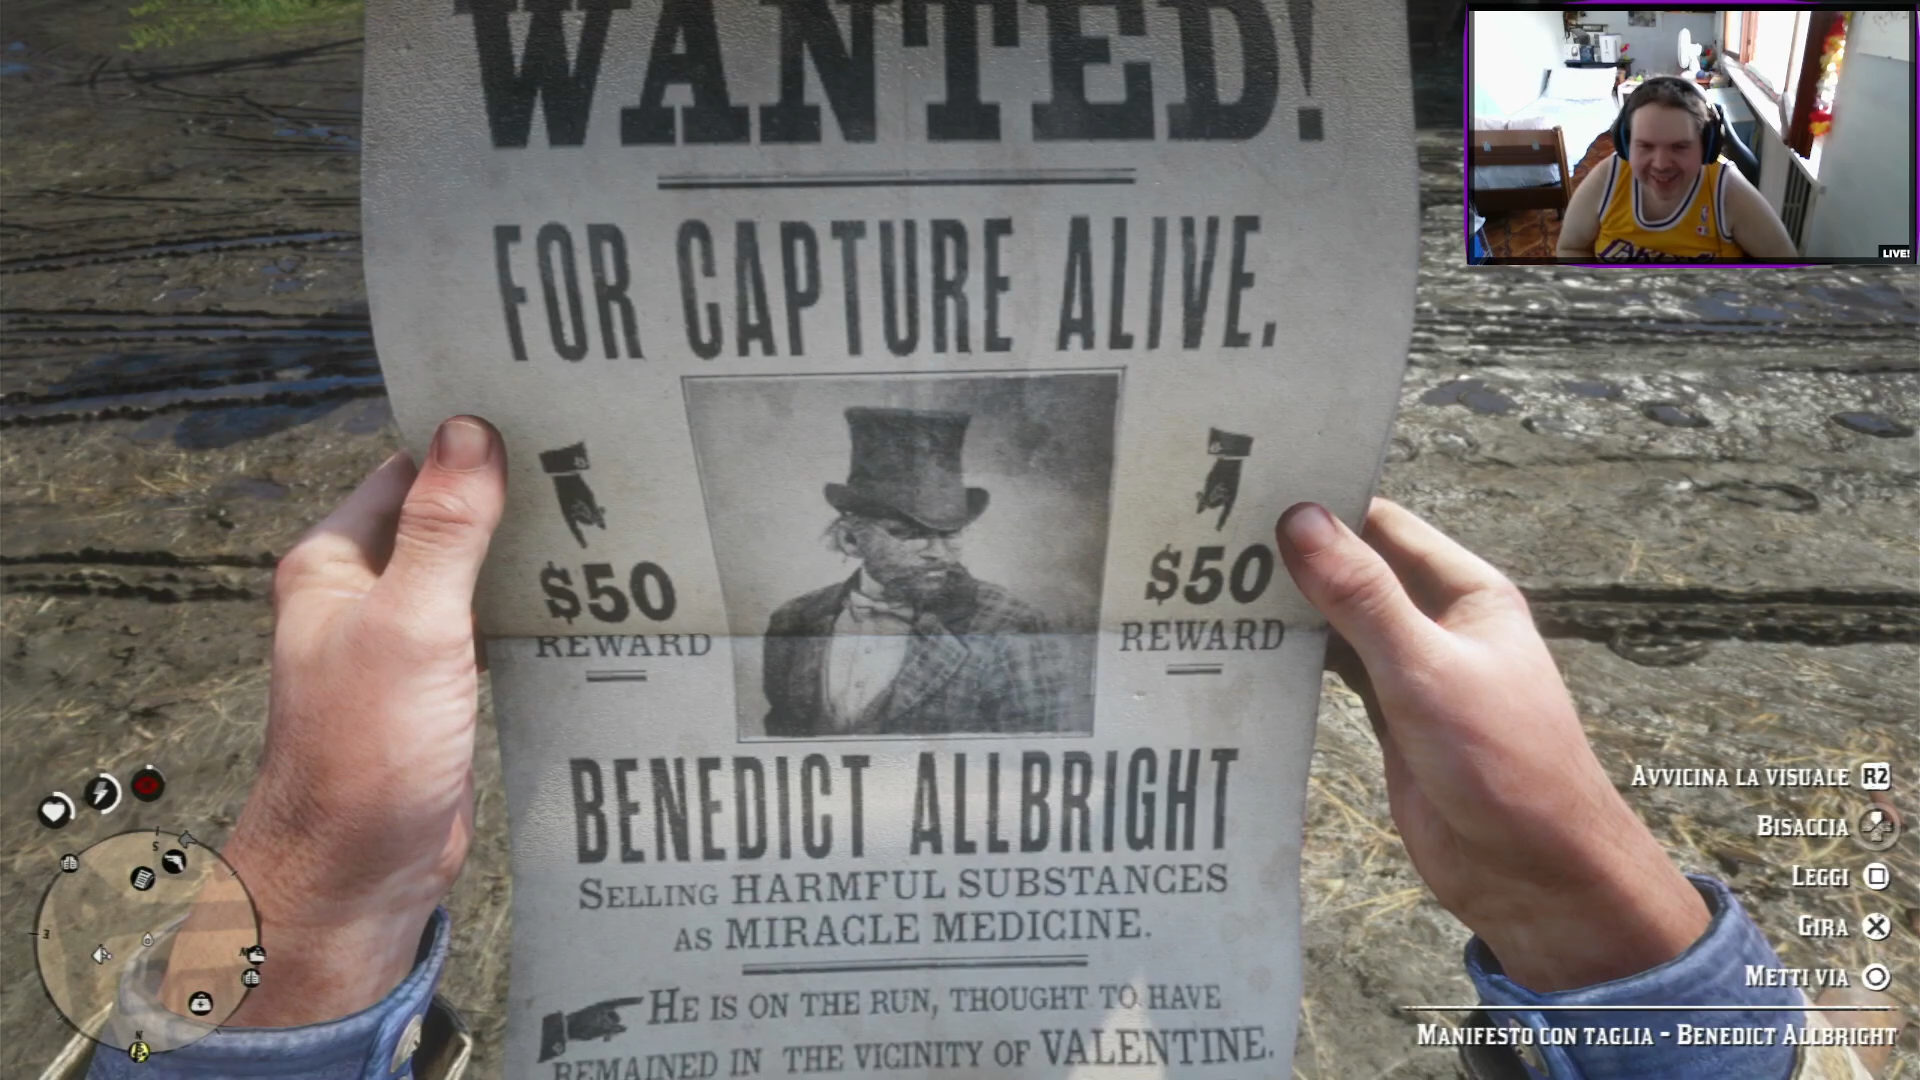 WANTED!
FOR CAPTURE ALIVE.
$50
REWARD
$50
REWARD
BENEDICT ALLBRIGHT
SELLING HARMFUL SUBSTANCES
AS MIRACLE MEDICINE.
HE IS ON THE RUN, THOUGHT TO HAVE
REMAINED IN THE VICINITY OF VALENTINE.
LIVE!
AVVICINA LA VISUALE R2
BISACCIA
LEGGI
GIRA
METTI VIA
MANIFESTO CON TAGLIA - BENEDICT ALLBRIGHT
S
E
N